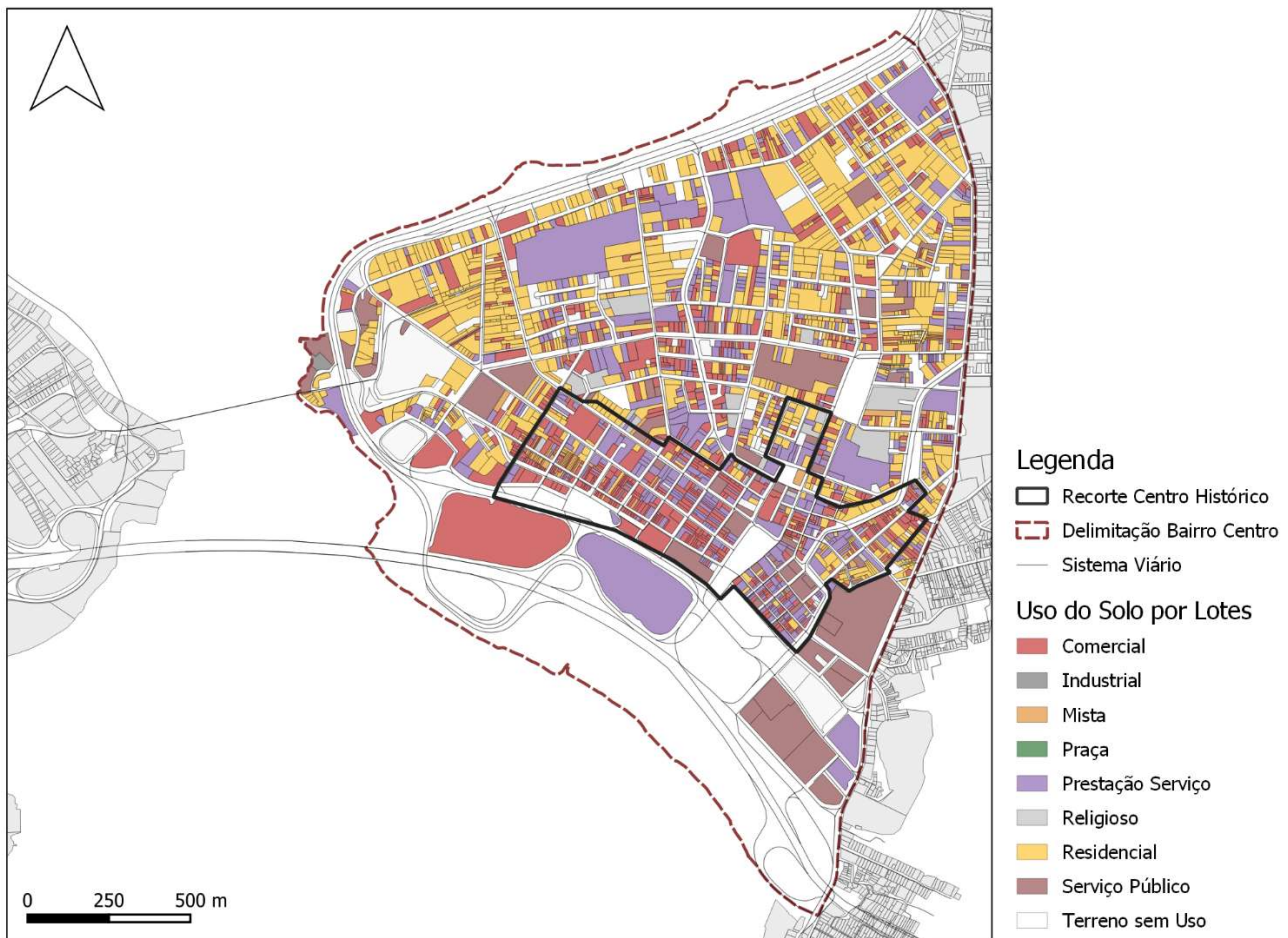 Legenda
Recorte Centro Histórico
Delimitação Bairro Centro
Sistema Viário
Uso do Solo por Lotes
Comercial
Industrial
Mista
Praça
Prestação Serviço
Religioso
Residencial
Serviço Público
Terreno sem Uso
0 250 500 m